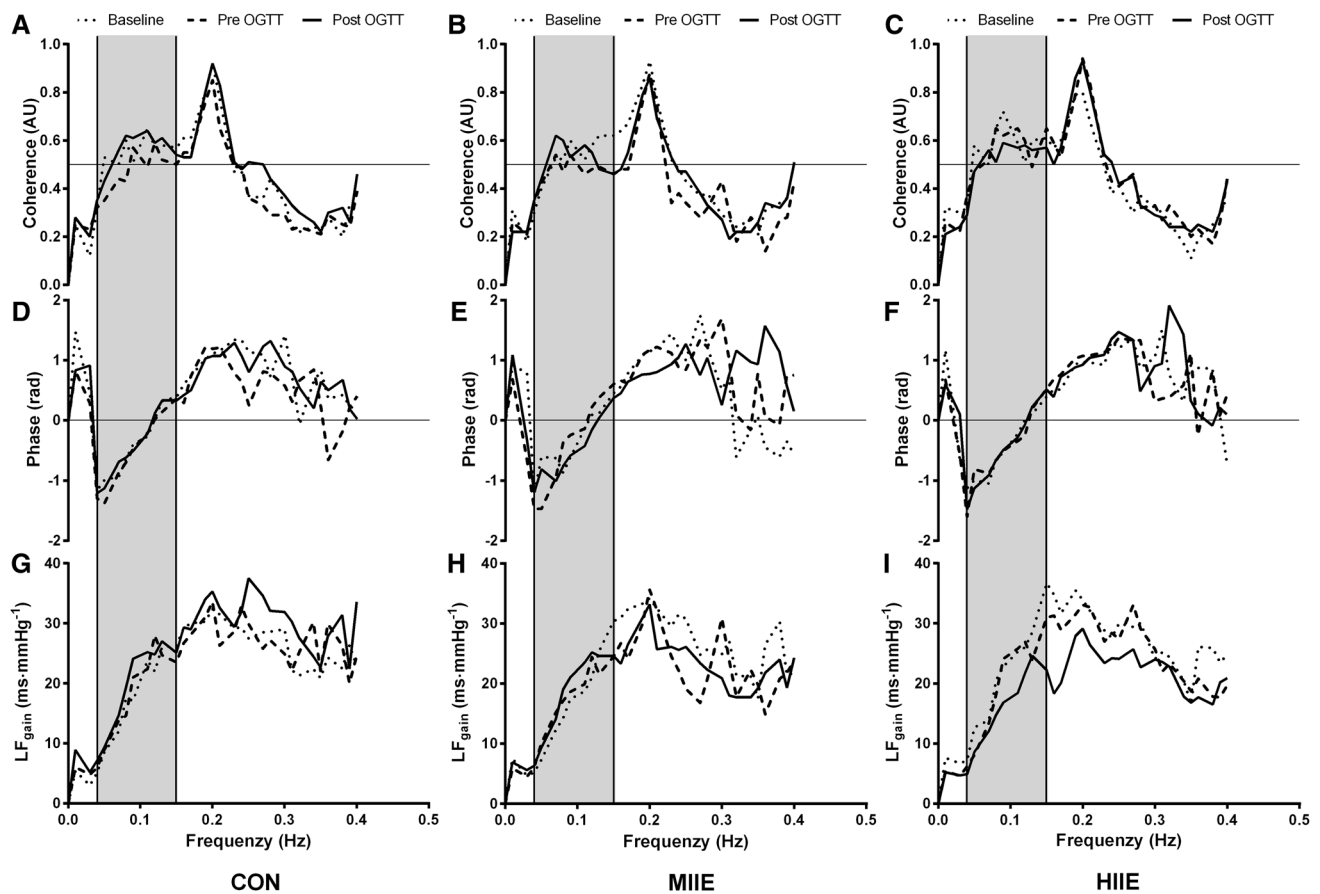 A
Baseline Pre OGTT Post OGTT
B
Baseline Pre OGTT Post OGTT
C
Baseline Pre OGTT Post OGTT
Coherence (AU)
1.0
0.8
0.6
0.4
0.2
0.0
Coherence (AU)
1.0
0.8
0.6
0.4
0.2
0.0
Coherence (AU)
1.0
0.8
0.6
0.4
0.2
0.0
D
Phase (rad)
2
1
0
-1
-2
E
Phase (rad)
2
1
0
-1
-2
F
Phase (rad)
2
1
0
-1
-2
G
LFgain (ms·mmHg-1)
40
30
20
10
0
0.0 0.1 0.2 0.3 0.4 0.5
Frequenzy (Hz)
CON
H
LFgain (ms·mmHg-1)
40
30
20
10
0
0.0 0.1 0.2 0.3 0.4 0.5
Frequenzy (Hz)
MIIE
I
LFgain (ms·mmHg-1)
40
30
20
10
0
0.0 0.1 0.2 0.3 0.4 0.5
Frequenzy (Hz)
HIIE